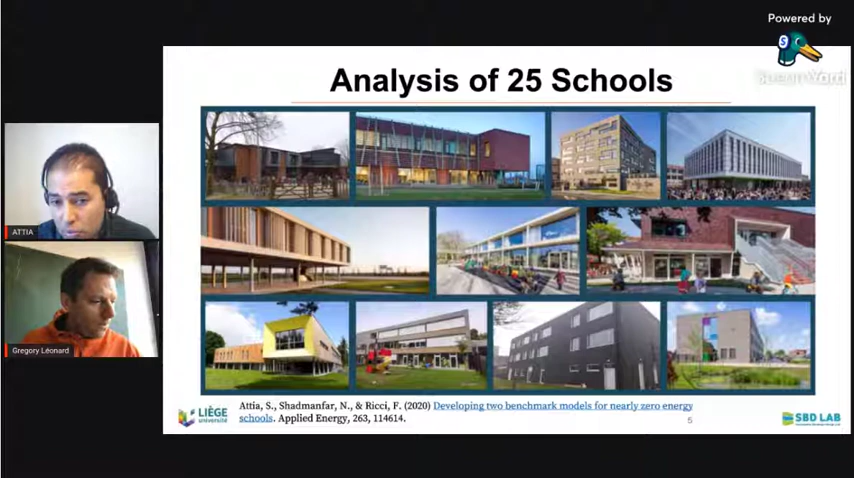 Powered by
StreamYard
Analysis of 25 Schools
ATTIA
Gregory Léonard
Attia, S., Shadmanfar, N., & Ricci, F. (2020) Developing two benchmark models for nearly zero energy
schools. Applied Energy, 263, 114614.
5
LIÈGE
université
SBD LAB